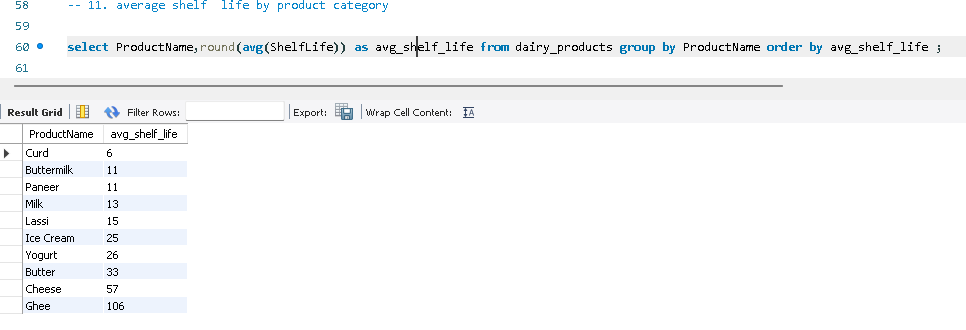 58 -- 11. average shelf  life by product category
59
60 select ProductName,round(avg(ShelfLife)) as avg_shelf_life from dairy_products group by ProductName order by avg_shelf_life ;
61
Result Grid Filter Rows: Export: Wrap Cell Content:
ProductName avg_shelf_life
Curd 6
Buttermilk 11
Paneer 11
Milk 13
Lassi 15
Ice Cream 25
Yogurt 26
Butter 33
Cheese 57
Ghee 106